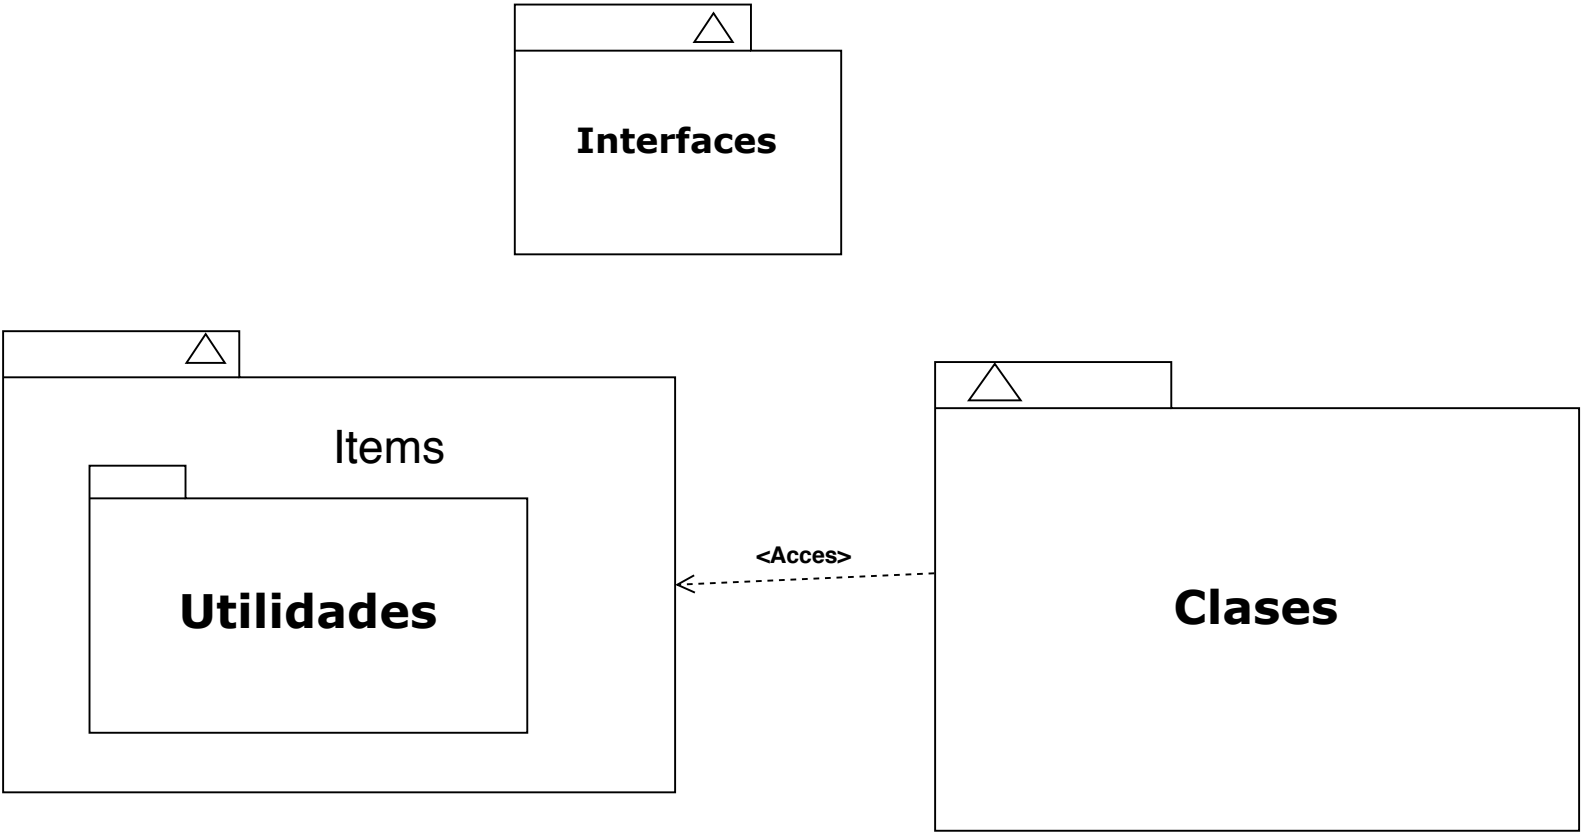 Interfaces
Items
Utilidades
<Acces>
Clases